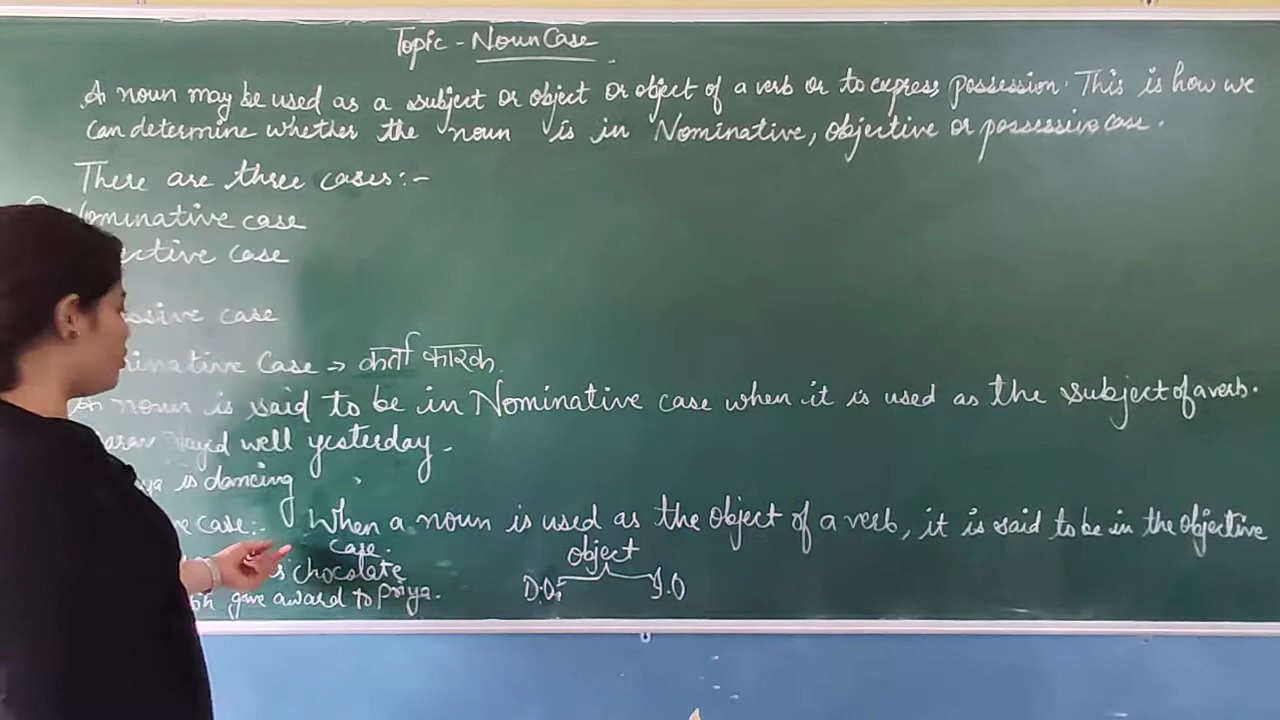 Topic - Noun Case
A noun may be used as a subject or object or object of a verb or to express possession. This is how we
can determine whether the noun is in Nominative, objective or possessive case.
There are three cases:-
Nominative case
ective case
ssive case
inative Case → कर्ता कारक
A noun is said to be in Nominative case when it is used as the subject of a verb.
played well yesterday.
is dancing
case:- When a noun is used as the object of a verb, it is said to be in the objective
case.
chocolate
gave award to Priya.
object
D.O. I.O